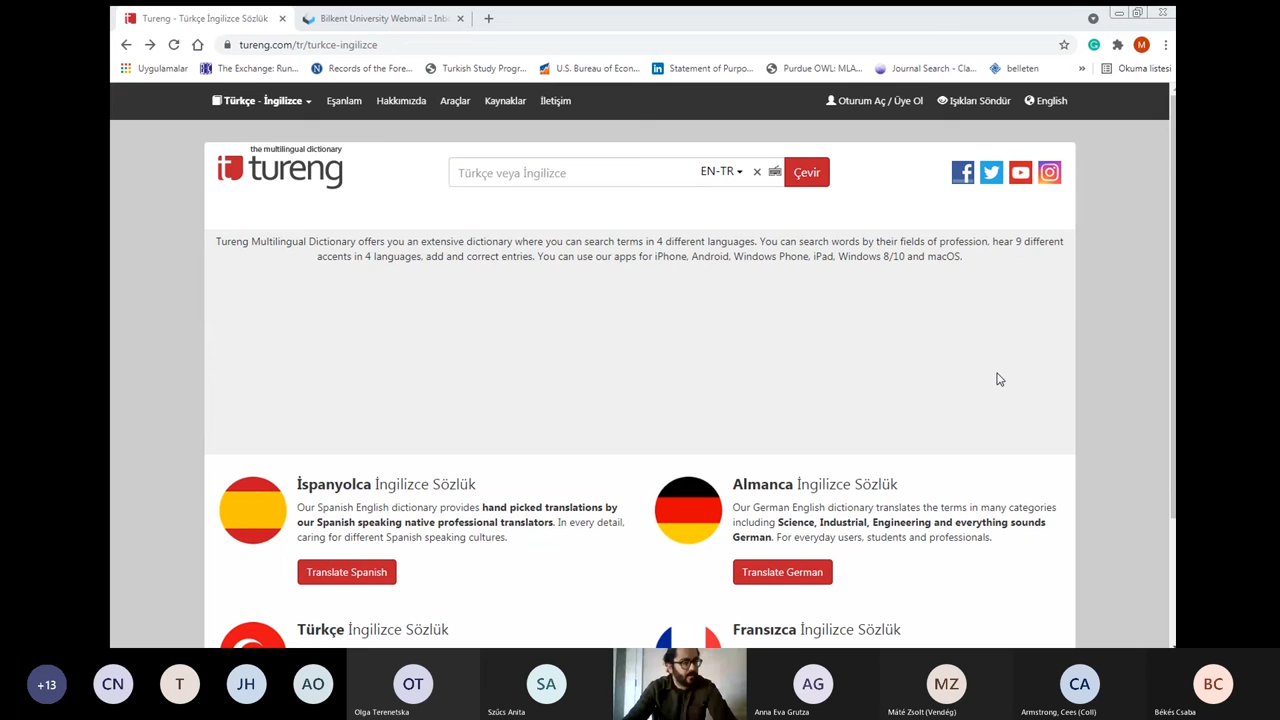 Tureng - Türkçe İngilizce Sözlük
Bilkent University Webmail :: Inb
tureng.com/tr/turkce-ingilizce
M
Uygulamalar
The Exchange: Run...
Records of the Fore...
Turkish Study Progr...
U.S. Bureau of Econ...
Statement of Purpo...
Purdue OWL: MLA...
Journal Search - Cla...
belleten
»
Okuma listesi
Türkçe - İngilizce
Eşanlam
Hakkımızda
Araçlar
Kaynaklar
İletişim
Oturum Aç / Üye Ol
Işıkları Söndür
English
the multilingual dictionary
tureng
Türkçe veya İngilizce
EN-TR
Çevir
Tureng Multilingual Dictionary offers you an extensive dictionary where you can search terms in 4 different languages. You can search words by their fields of profession, hear 9 different
accents in 4 languages, add and correct entries. You can use our apps for iPhone, Android, Windows Phone, iPad, Windows 8/10 and macOS.
İspanyolca İngilizce Sözlük
Our Spanish English dictionary provides hand picked translations by
our Spanish speaking native professional translators. In every detail,
caring for different Spanish speaking cultures.
Translate Spanish
Almanca İngilizce Sözlük
Our German English dictionary translates the terms in many categories
including Science, Industrial, Engineering and everything sounds
German. For everyday users, students and professionals.
Translate German
Türkçe İngilizce Sözlük
Fransızca İngilizce Sözlük
+13
CN
T
JH
AO
OT
Olga Terenetska
SA
Szűcs Anita
AG
Anna Eva Grutza
MZ
Máté Zsolt (Vendég)
CA
Armstrong, Cees (Coll)
BC
Békés Csaba